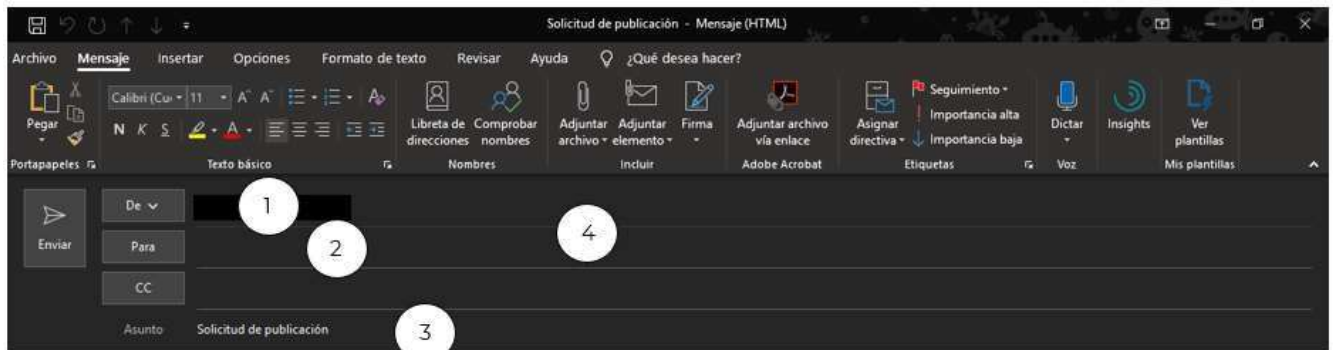 Solicitud de publicación - Mensaje (HTML)
Archivo Mensaje Insertar Opciones Formato de texto Revisar Ayuda ¿Qué desea hacer?
Pegar
Calibri (Cu 11 A A
N K S A
Libreta de direcciones
Comprobar nombres
Adjuntar archivo
Adjuntar elemento
Firma
Adjuntar archivo vía enlace
Asignar directiva
Seguimiento
Importancia alta
Importancia baja
Dictar
Insights
Ver plantillas
Portapapeles Texto básico Nombres Incluir Adobe Acrobat Etiquetas Voz Mis plantillas
De 1
Enviar Para 2 4
CC
Asunto Solicitud de publicación 3